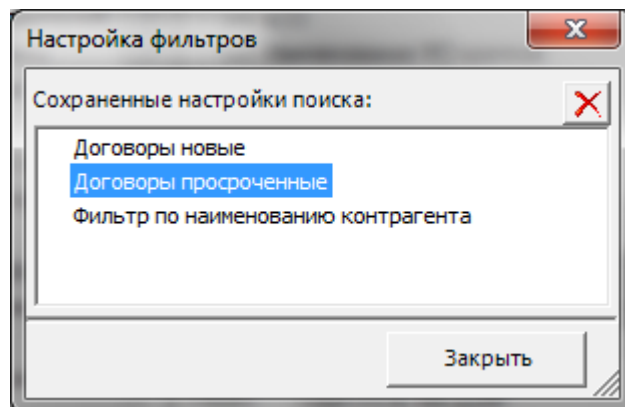 Настройка фильтров
Сохраненные настройки поиска:
Договоры новые
Договоры просроченные
Фильтр по наименованию контрагента
Закрыть